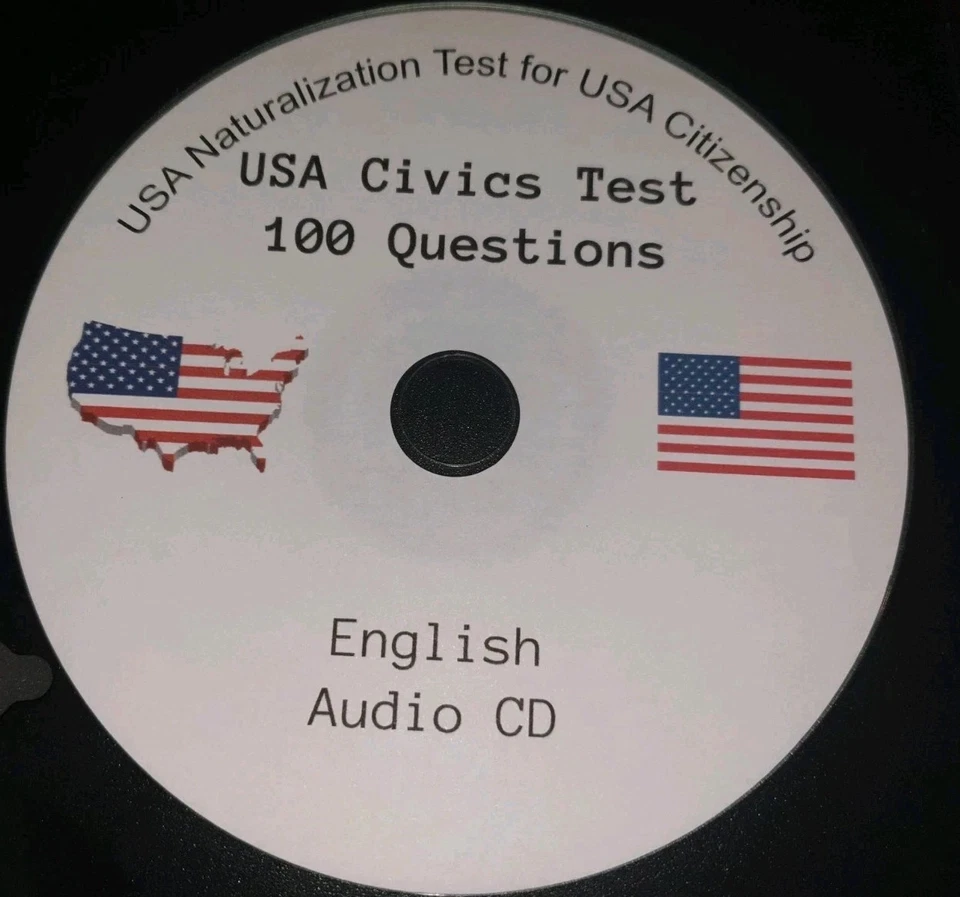 USA Naturalization Test for USA Citizenship
USA Civics Test
100 Questions
English
Audio CD